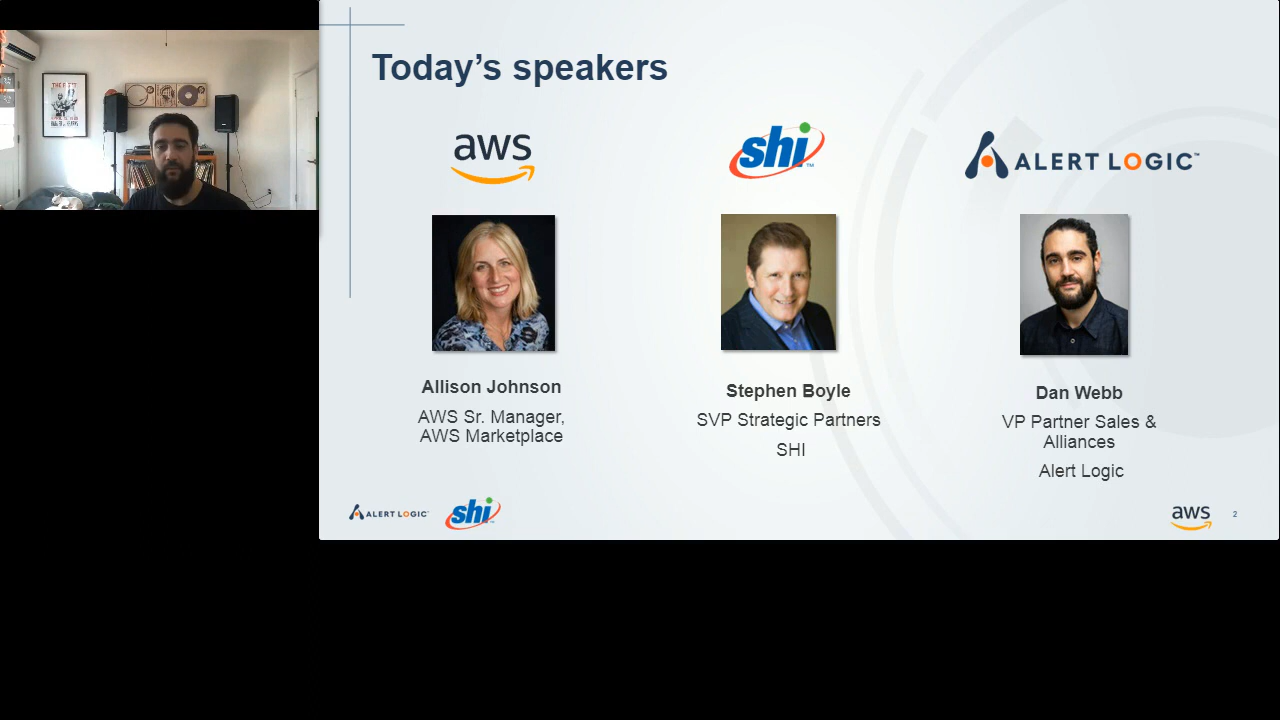 Today's speakers
aws
shi
ALERT LOGIC™
Allison Johnson
AWS Sr. Manager,
AWS Marketplace
Stephen Boyle
SVP Strategic Partners
SHI
Dan Webb
VP Partner Sales &
Alliances
Alert Logic
ALERT LOGIC
shi
aws
2